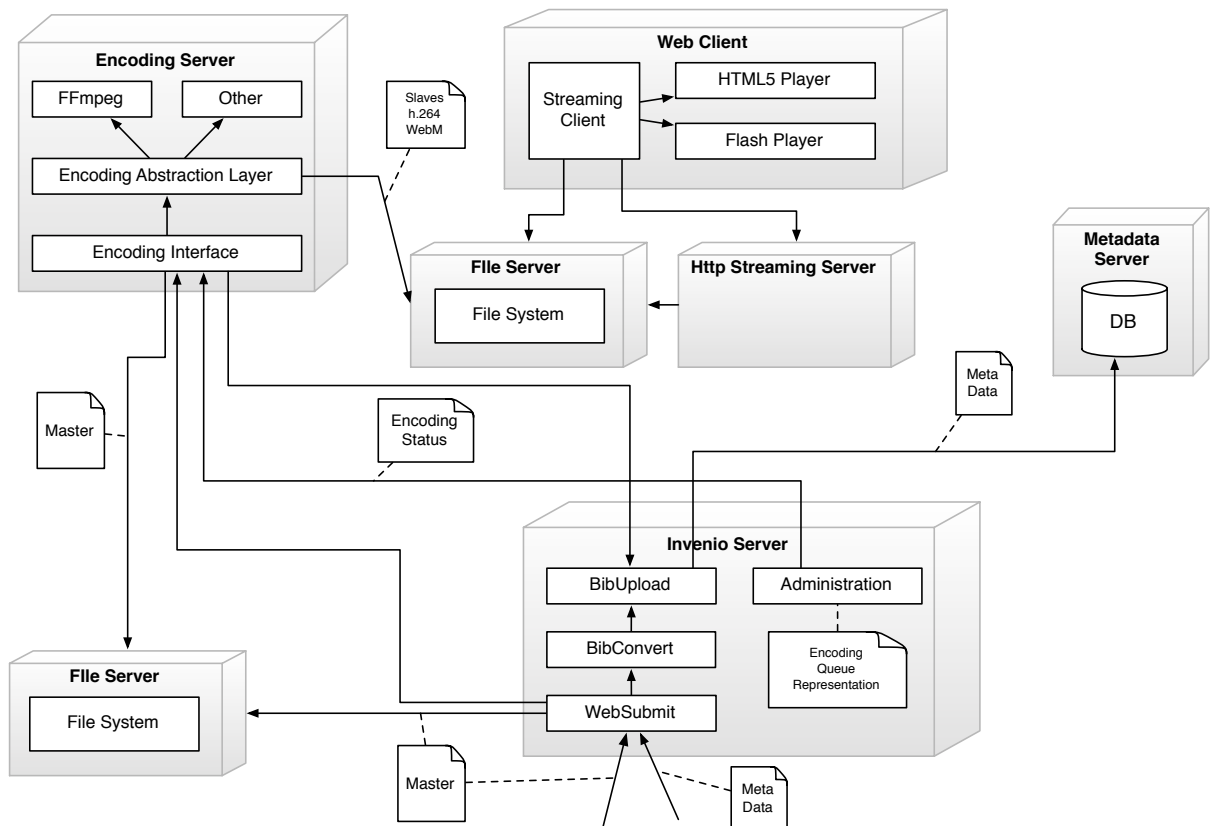 Encoding Server
FFmpeg
Other
Encoding Abstraction Layer
Encoding Interface
Slaves
h.264
WebM
Web Client
Streaming
Client
HTML5 Player
Flash Player
FIle Server
File System
Http Streaming Server
Metadada
Server
DB
Master
Encoding
Status
Meta
Data
Invenio Server
BibUpload
Administration
BibConvert
Encoding
Queue
Representation
WebSubmit
FIle Server
File System
Master
Meta
Data